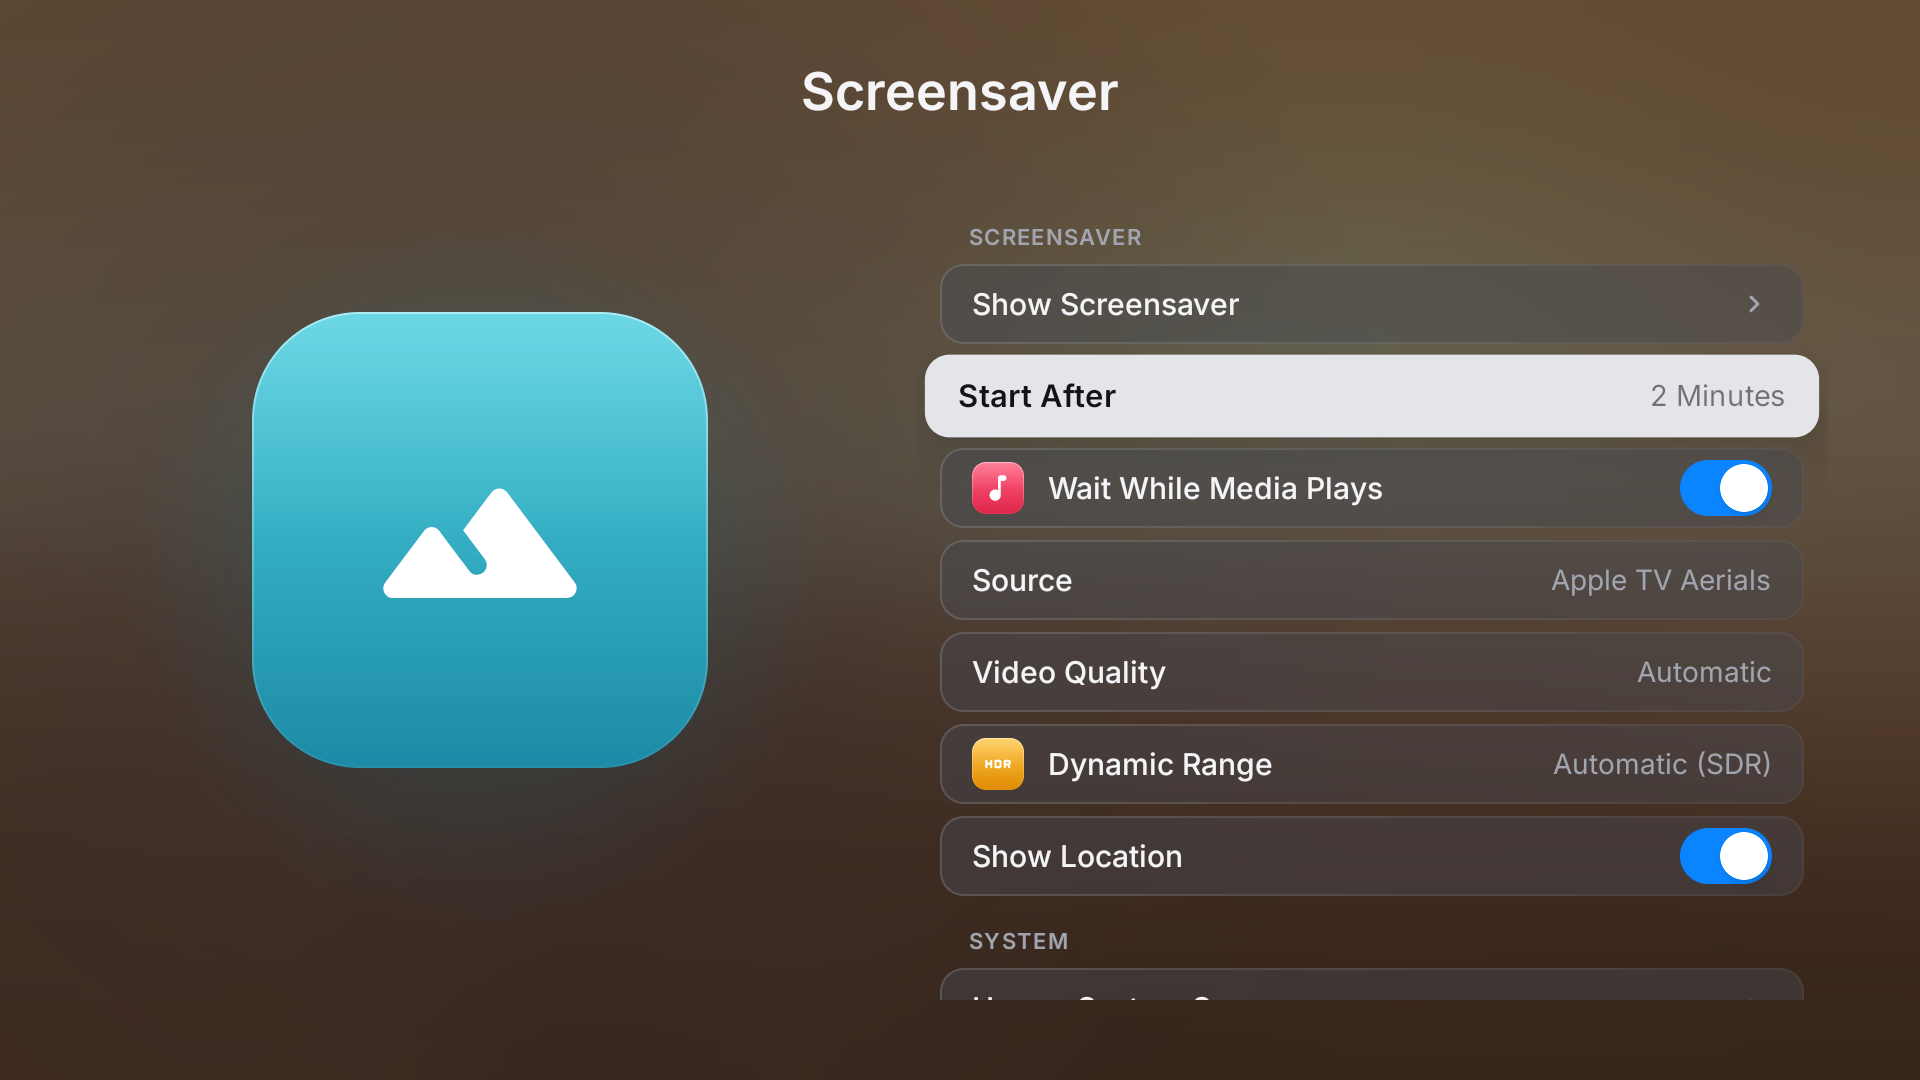 Screensaver
SCREENSAVER
Show Screensaver
Start After 2 Minutes
Wait While Media Plays
Source Apple TV Aerials
Video Quality Automatic
HDR Dynamic Range Automatic (SDR)
Show Location
SYSTEM